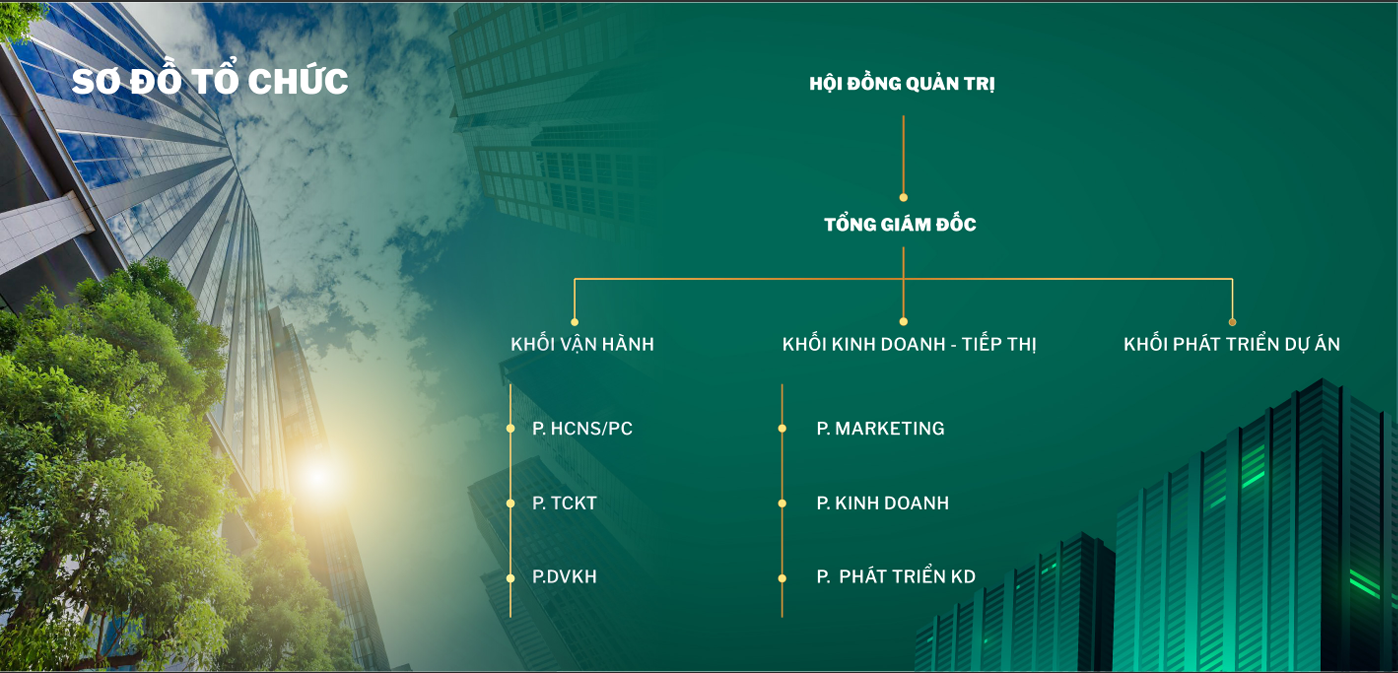 SƠ ĐỒ TỔ CHỨC
HỘI ĐỒNG QUẢN TRỊ
TỔNG GIÁM ĐỐC
KHỐI VẬN HÀNH
KHỐI KINH DOANH - TIẾP THỊ
KHỐI PHÁT TRIỂN DỰ ÁN
P. HCNS/PC
P. MARKETING
P. TCKT
P. KINH DOANH
P.DVKH
P. PHÁT TRIỂN KD